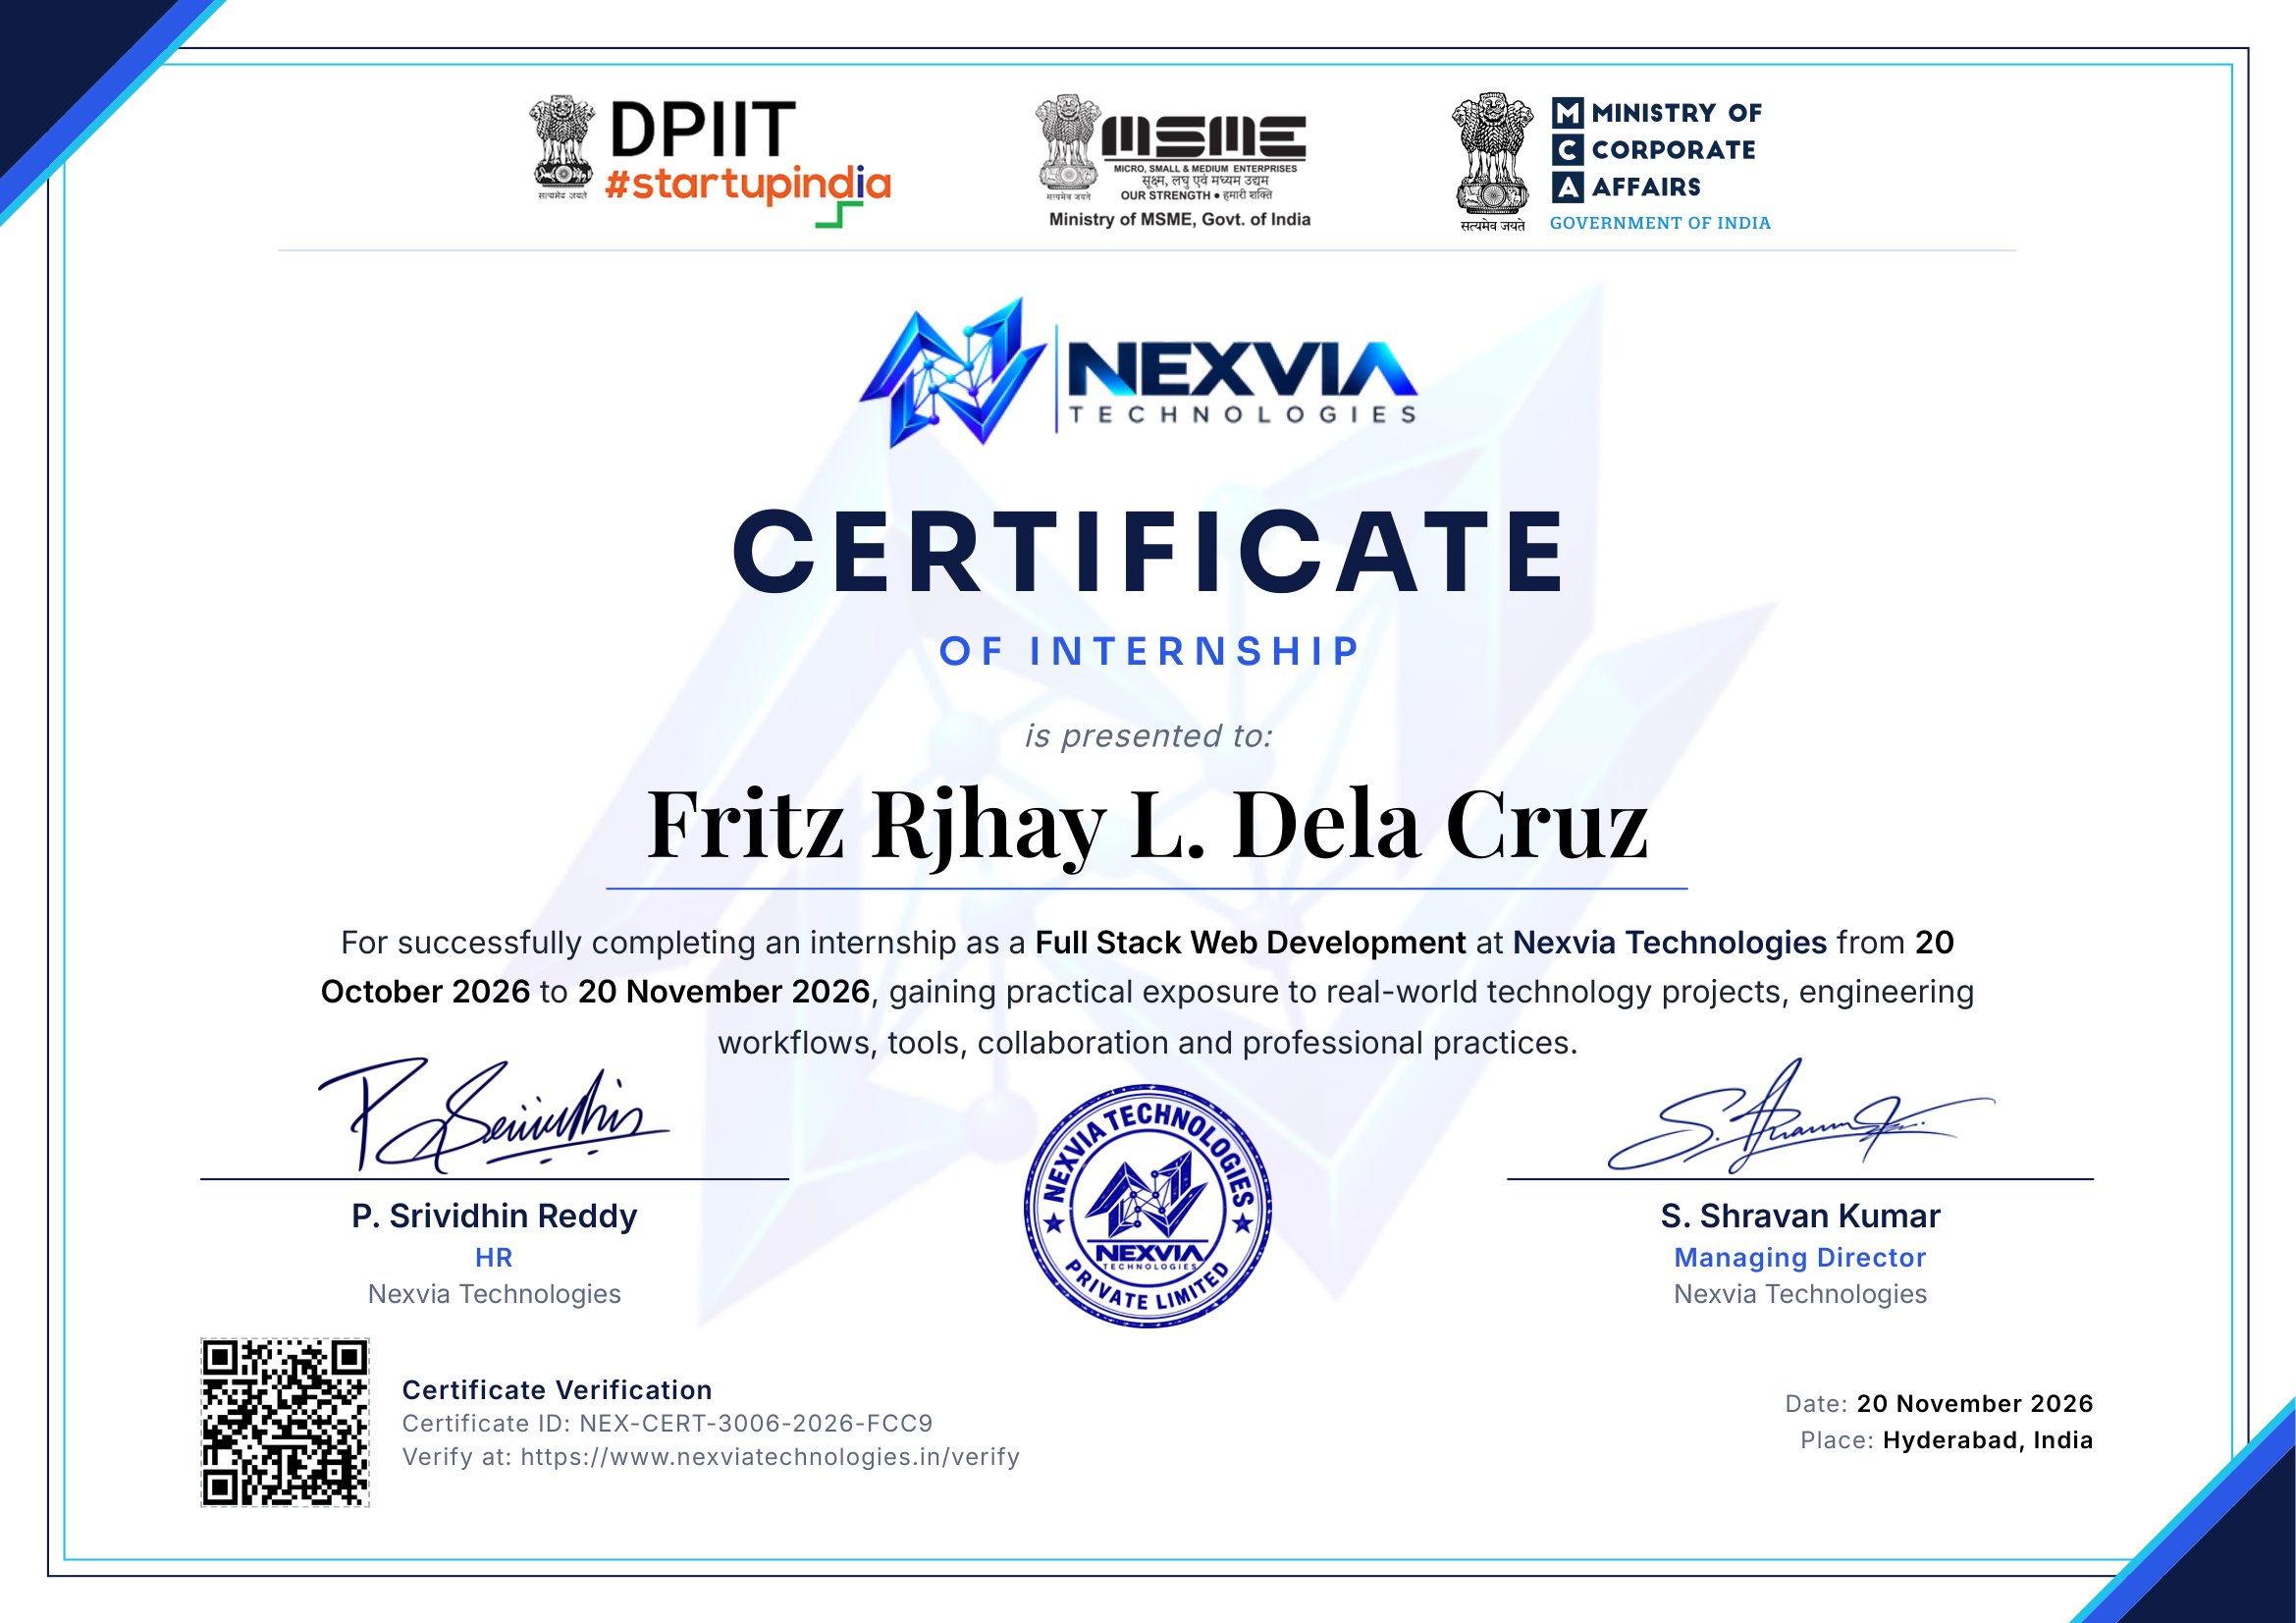 DPIIT
#startupindia
सत्यमेव जयते
MSME
MICRO, SMALL & MEDIUM ENTERPRISES
सूक्ष्म, लघु एवं मध्यम उद्यम
OUR STRENGTH • हमारी शक्ति
सत्यमेव जयते
Ministry of MSME, Govt. of India
M MINISTRY OF
C CORPORATE
A AFFAIRS
सत्यमेव जयते
GOVERNMENT OF INDIA
NEXVIA
TECHNOLOGIES
CERTIFICATE
OF INTERNSHIP
is presented to:
Fritz Rjhay L. Dela Cruz
For successfully completing an internship as a Full Stack Web Development at Nexvia Technologies from 20
October 2026 to 20 November 2026, gaining practical exposure to real-world technology projects, engineering
workflows, tools, collaboration and professional practices.
P. Srividhin
S. Shravan
NEXVIA TECHNOLOGIES
NEXVIA
TECHNOLOGIES
PRIVATE LIMITED
P. Srividhin Reddy
HR
Nexvia Technologies
S. Shravan Kumar
Managing Director
Nexvia Technologies
Certificate Verification
Certificate ID: NEX-CERT-3006-2026-FCC9
Verify at: https://www.nexviatechnologies.in/verify
Date: 20 November 2026
Place: Hyderabad, India